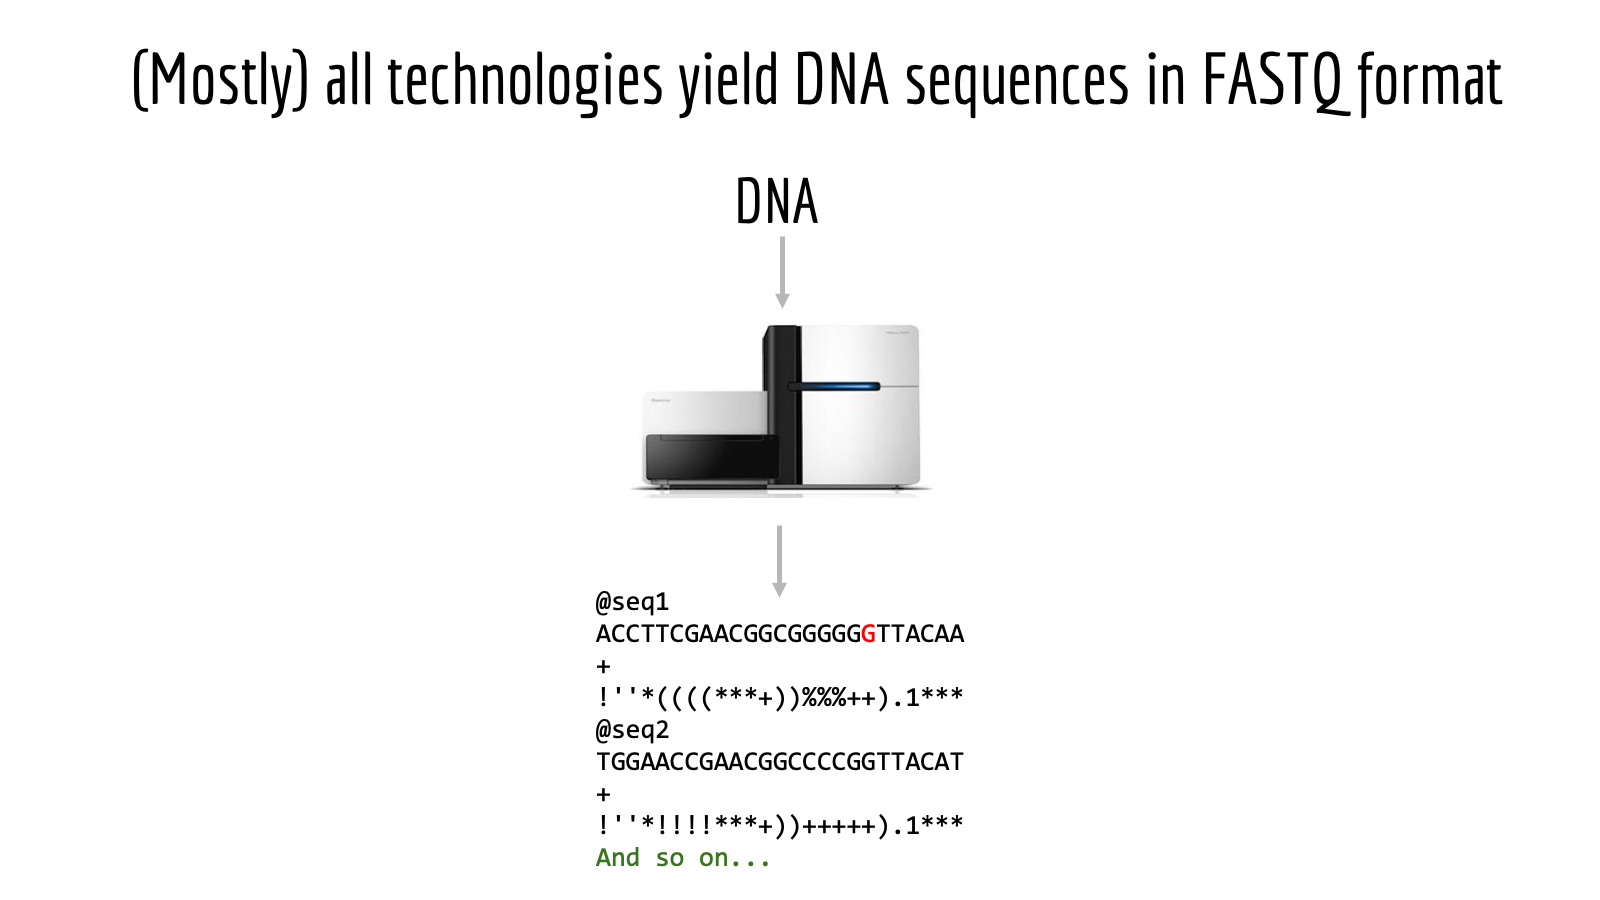 (Mostly) all technologies yield DNA sequences in FASTQ format
DNA
@seq1
ACCTTCGAACGGCGGGGGGTTACAA
+
!''*((((***+))%%%++).1***
@seq2
TGGAACCGAACGGCCCCGGTTACAT
+
!''*!!!!***+))+++++).1***
And so on...